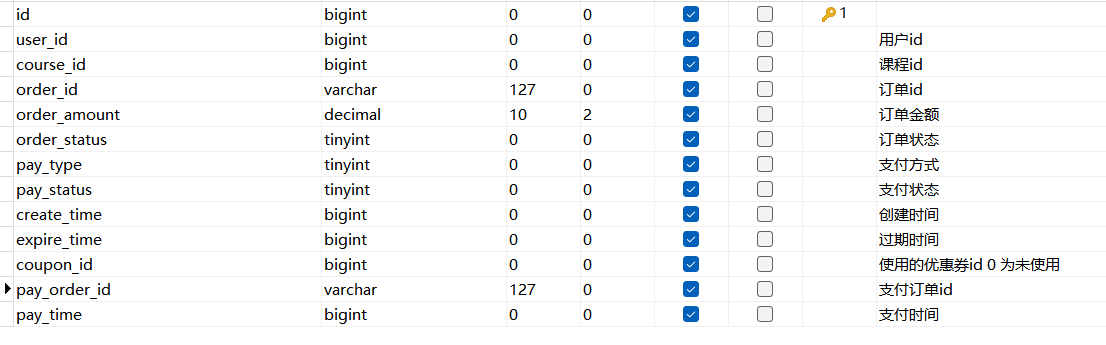 id bigint 0 0 1
user_id bigint 0 0 用户id
course_id bigint 0 0 课程id
order_id varchar 127 0 订单id
order_amount decimal 10 2 订单金额
order_status tinyint 0 0 订单状态
pay_type tinyint 0 0 支付方式
pay_status tinyint 0 0 支付状态
create_time bigint 0 0 创建时间
expire_time bigint 0 0 过期时间
coupon_id bigint 0 0 使用的优惠券id 0 为未使用
pay_order_id varchar 127 0 支付订单id
pay_time bigint 0 0 支付时间